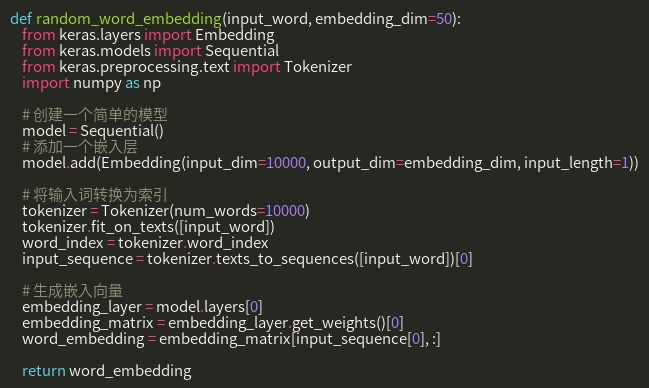 def random_word_embedding(input_word, embedding_dim=50):
from keras.layers import Embedding
from keras.models import Sequential
from keras.preprocessing.text import Tokenizer
import numpy as np
# 创建一个简单的模型
model = Sequential()
# 添加一个嵌入层
model.add(Embedding(input_dim=10000, output_dim=embedding_dim, input_length=1))
# 将输入词转换为索引
tokenizer = Tokenizer(num_words=10000)
tokenizer.fit_on_texts([input_word])
word_index = tokenizer.word_index
input_sequence = tokenizer.texts_to_sequences([input_word])[0]
# 生成嵌入向量
embedding_layer = model.layers[0]
embedding_matrix = embedding_layer.get_weights()[0]
word_embedding = embedding_matrix[input_sequence[0], :]
return word_embedding